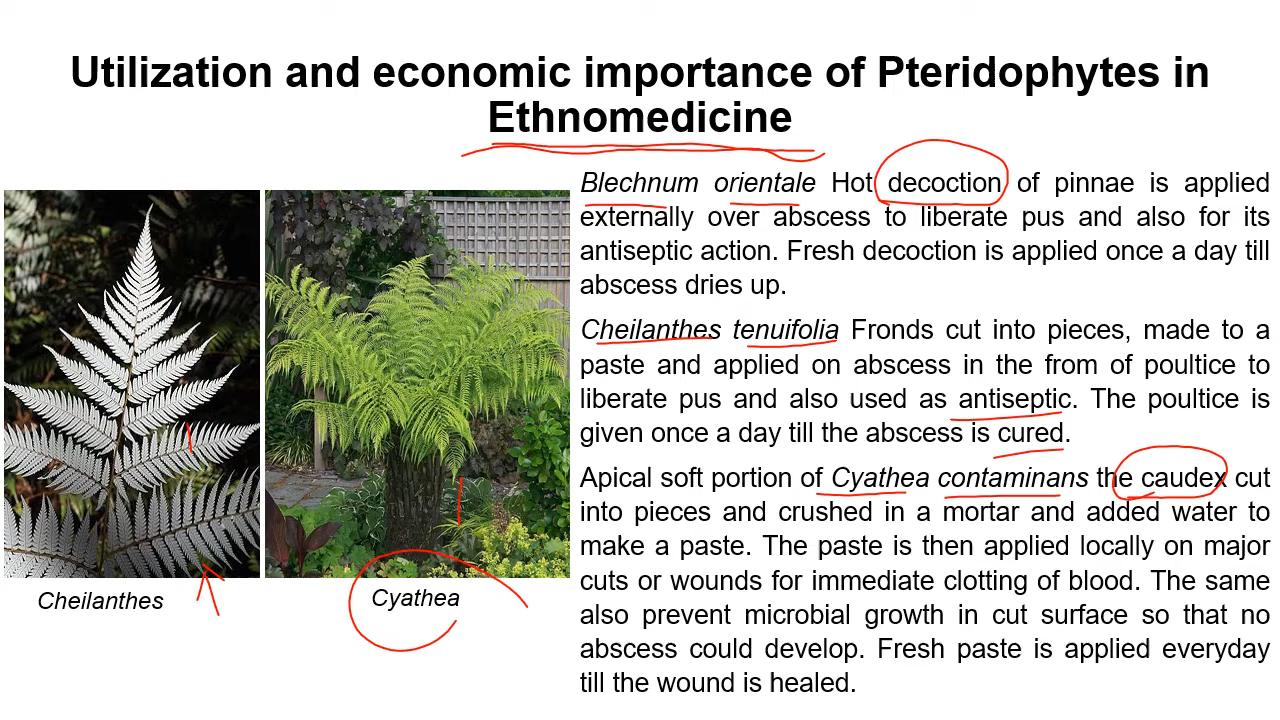 Utilization and economic importance of Pteridophytes in
Ethnomedicine
Blechnum orientale Hot decoction of pinnae is applied
externally over abscess to liberate pus and also for its
antiseptic action. Fresh decoction is applied once a day till
abscess dries up.
Cheilanthes tenuifolia Fronds cut into pieces, made to a
paste and applied on abscess in the from of poultice to
liberate pus and also used as antiseptic. The poultice is
given once a day till the abscess is cured.
Apical soft portion of Cyathea contaminans the caudex cut
into pieces and crushed in a mortar and added water to
make a paste. The paste is then applied locally on major
cuts or wounds for immediate clotting of blood. The same
also prevent microbial growth in cut surface so that no
abscess could develop. Fresh paste is applied everyday
till the wound is healed.
Cheilanthes
Cyathea